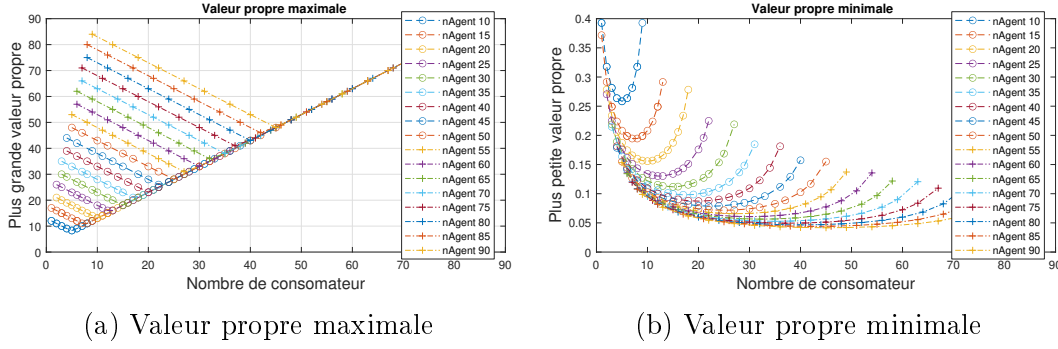 Valeur propre maximale
Plus grande valeur propre
90
80
70
60
50
40
30
20
10
0
0 10 20 30 40 50 60 70 80 90
Nombre de consomateur
nAgent 10
nAgent 15
nAgent 20
nAgent 25
nAgent 30
nAgent 35
nAgent 40
nAgent 45
nAgent 50
nAgent 55
nAgent 60
nAgent 65
nAgent 70
nAgent 75
nAgent 80
nAgent 85
nAgent 90
(a) Valeur propre maximale
Valeur propre minimale
Plus petite valeur propre
0.4
0.35
0.3
0.25
0.2
0.15
0.1
0.05
0
0 10 20 30 40 50 60 70 80 90
Nombre de consomateur
nAgent 10
nAgent 15
nAgent 20
nAgent 25
nAgent 30
nAgent 35
nAgent 40
nAgent 45
nAgent 50
nAgent 55
nAgent 60
nAgent 65
nAgent 70
nAgent 75
nAgent 80
nAgent 85
nAgent 90
(b) Valeur propre minimale